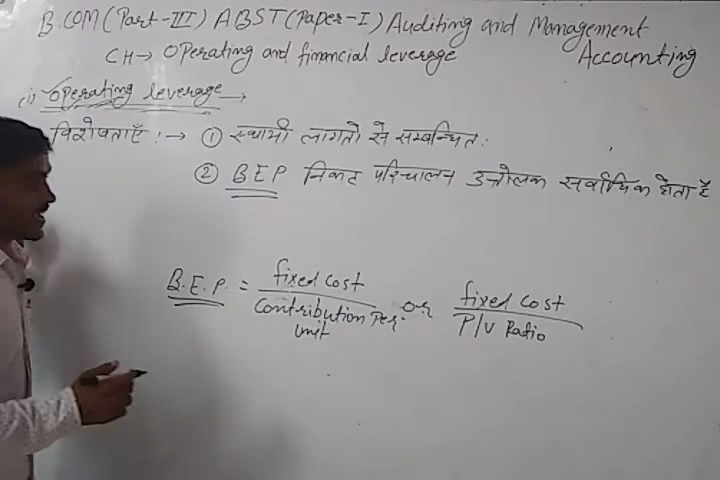 B.COM (Part-III) ABST (Paper-I) Auditing and Management Accounting
CH→ Operating and financial leverage
(i) Operating leverage →
विशेषताएँ :→ ① स्थायी लागतो से सम्बन्धित :
② BEP निकट परिचालन उत्तोलक सर्वाधिक होता है
B.E.P. = fixed cost / Contribution Per unit or fixed cost / P/V Ratio